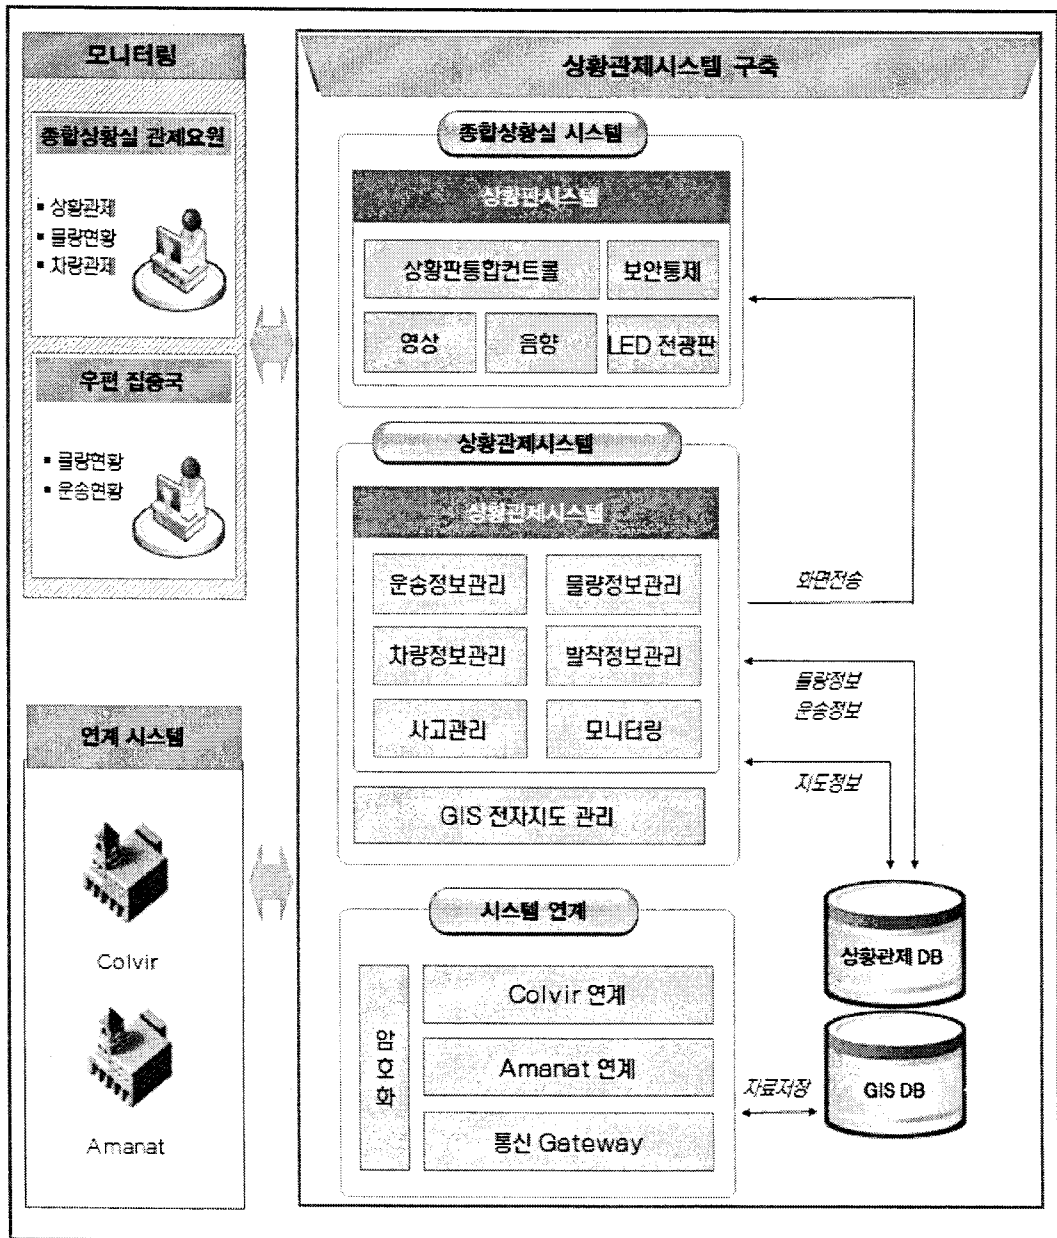 모니터링
종합상황실 관제요원
▪ 상황관제
▪ 물량현황
▪ 차량관제
우편 집중국
▪ 물량현황
▪ 운송현황
연계 시스템
Colvir
Amanat
상황관제시스템 구축
종합상황실 시스템
상황판시스템
상황판통합컨트롤
보안통제
영상
음향
LED 전광판
상황관제시스템
상황관제시스템
운송정보관리
물량정보관리
차량정보관리
발착정보관리
사고관리
모니터링
GIS 전자지도 관리
화면전송
물량정보
운송정보
지도정보
시스템 연계
암호화
Colvir 연계
Amanat 연계
통신 Gateway
자료저장
상황관제 DB
GIS DB